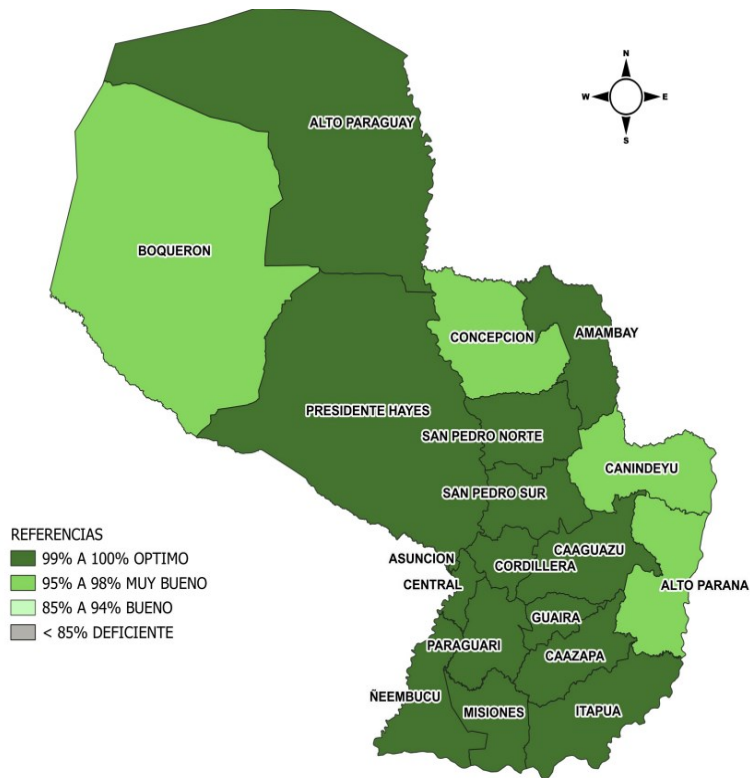 N
W E
S
ALTO PARAGUAY
BOQUERON
CONCEPCION
AMAMBAY
PRESIDENTE HAYES
SAN PEDRO NORTE
CANINDEYU
SAN PEDRO SUR
REFERENCIAS
99% A 100% OPTIMO
95% A 98% MUY BUENO
85% A 94% BUENO
< 85% DEFICIENTE
ASUNCION
CAAGUAZU
CORDILLERA
CENTRAL
ALTO PARANA
GUAIRA
PARAGUARI
CAAZAPA
ÑEEMBUCU
MISIONES
ITAPUA